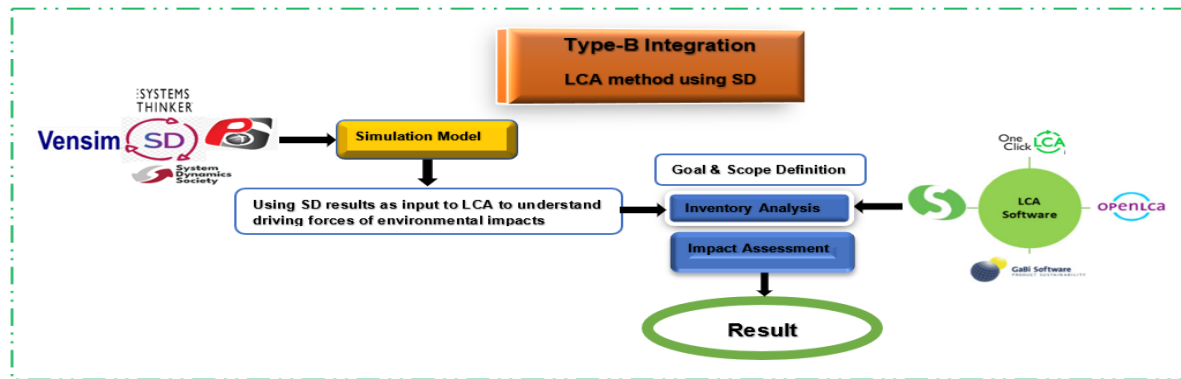 Type-B Integration
LCA method using SD
SYSTEMS
THINKER
Vensim
SD
System
Dynamics
Society
Simulation Model
Using SD results as input to LCA to understand
driving forces of environmental impacts
Goal & Scope Definition
Inventory Analysis
Impact Assessment
Result
One
Click LCA
LCA
Software
openLCA
GaBi Software
PRODUCT SUSTAINABILITY